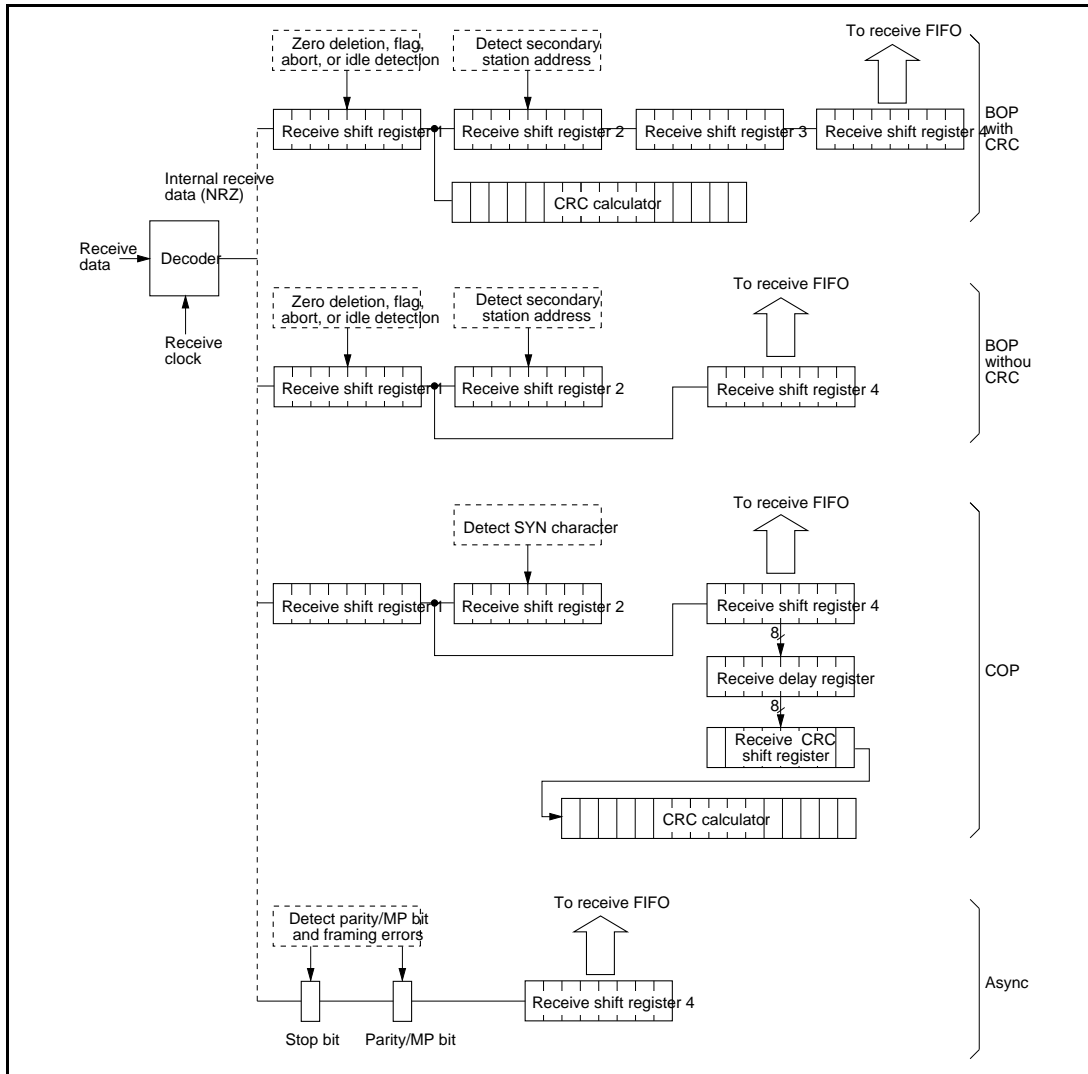 Zero deletion, flag,
abort, or idle detection
Detect secondary
station address
To receive FIFO
Receive shift register 1
Receive shift register 2
Receive shift register 3
Receive shift register 4
BOP
with
CRC
Internal receive
data (NRZ)
CRC calculator
Receive
data
Decoder
Receive
clock
Zero deletion, flag,
abort, or idle detection
Detect secondary
station address
To receive FIFO
Receive shift register 1
Receive shift register 2
Receive shift register 4
BOP
withou
CRC
Detect SYN character
To receive FIFO
Receive shift register 1
Receive shift register 2
Receive shift register 4
8
Receive delay register
8
Receive CRC
shift register
CRC calculator
COP
Detect parity/MP bit
and framing errors
To receive FIFO
Receive shift register 4
Stop bit
Parity/MP bit
Async